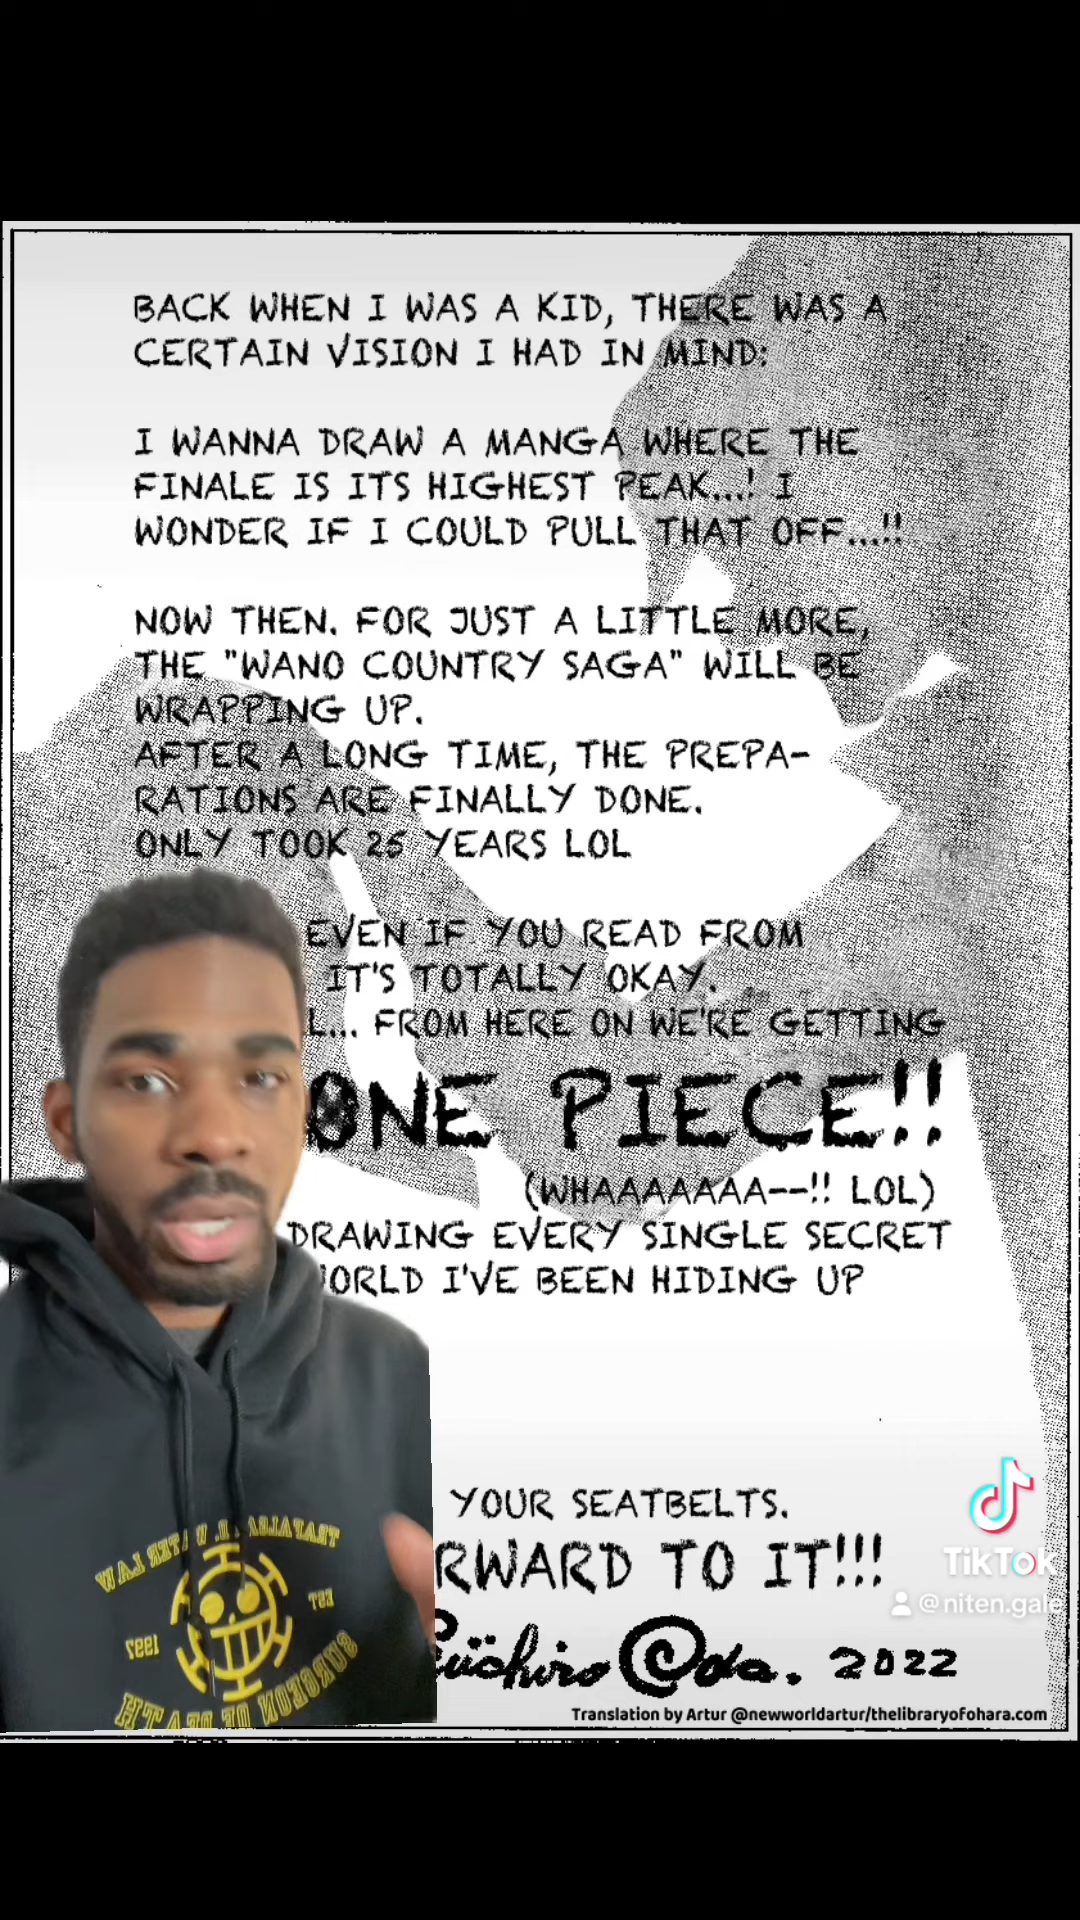 BACK WHEN I WAS A KID, THERE WAS A
CERTAIN VISION I HAD IN MIND:
I WANNA DRAW A MANGA WHERE THE
FINALE IS ITS HIGHEST PEAK...! I
WONDER IF I COULD PULL THAT OFF...!!
NOW THEN. FOR JUST A LITTLE MORE,
THE "WANO COUNTRY SAGA" WILL BE
WRAPPING UP.
AFTER A LONG TIME, THE PREPA-
RATIONS ARE FINALLY DONE.
ONLY TOOK 25 YEARS LOL
EVEN IF YOU READ FROM
IT'S TOTALLY OKAY.
L... FROM HERE ON WE'RE GETTING
ONE PIECE!!
(WHAAAAAAA--!! LOL)
DRAWING EVERY SINGLE SECRET
ORLD I'VE BEEN HIDING UP
YOUR SEATBELTS.
RWARD TO IT!!!
Eiichiro Oda. 2022
Translation by Artur @newworldartur/thelibraryofohara.com
TRAFALGAR D. WATER LAW
EST
1997
SURGEON OF DEATH
TikTok
@niten.gale